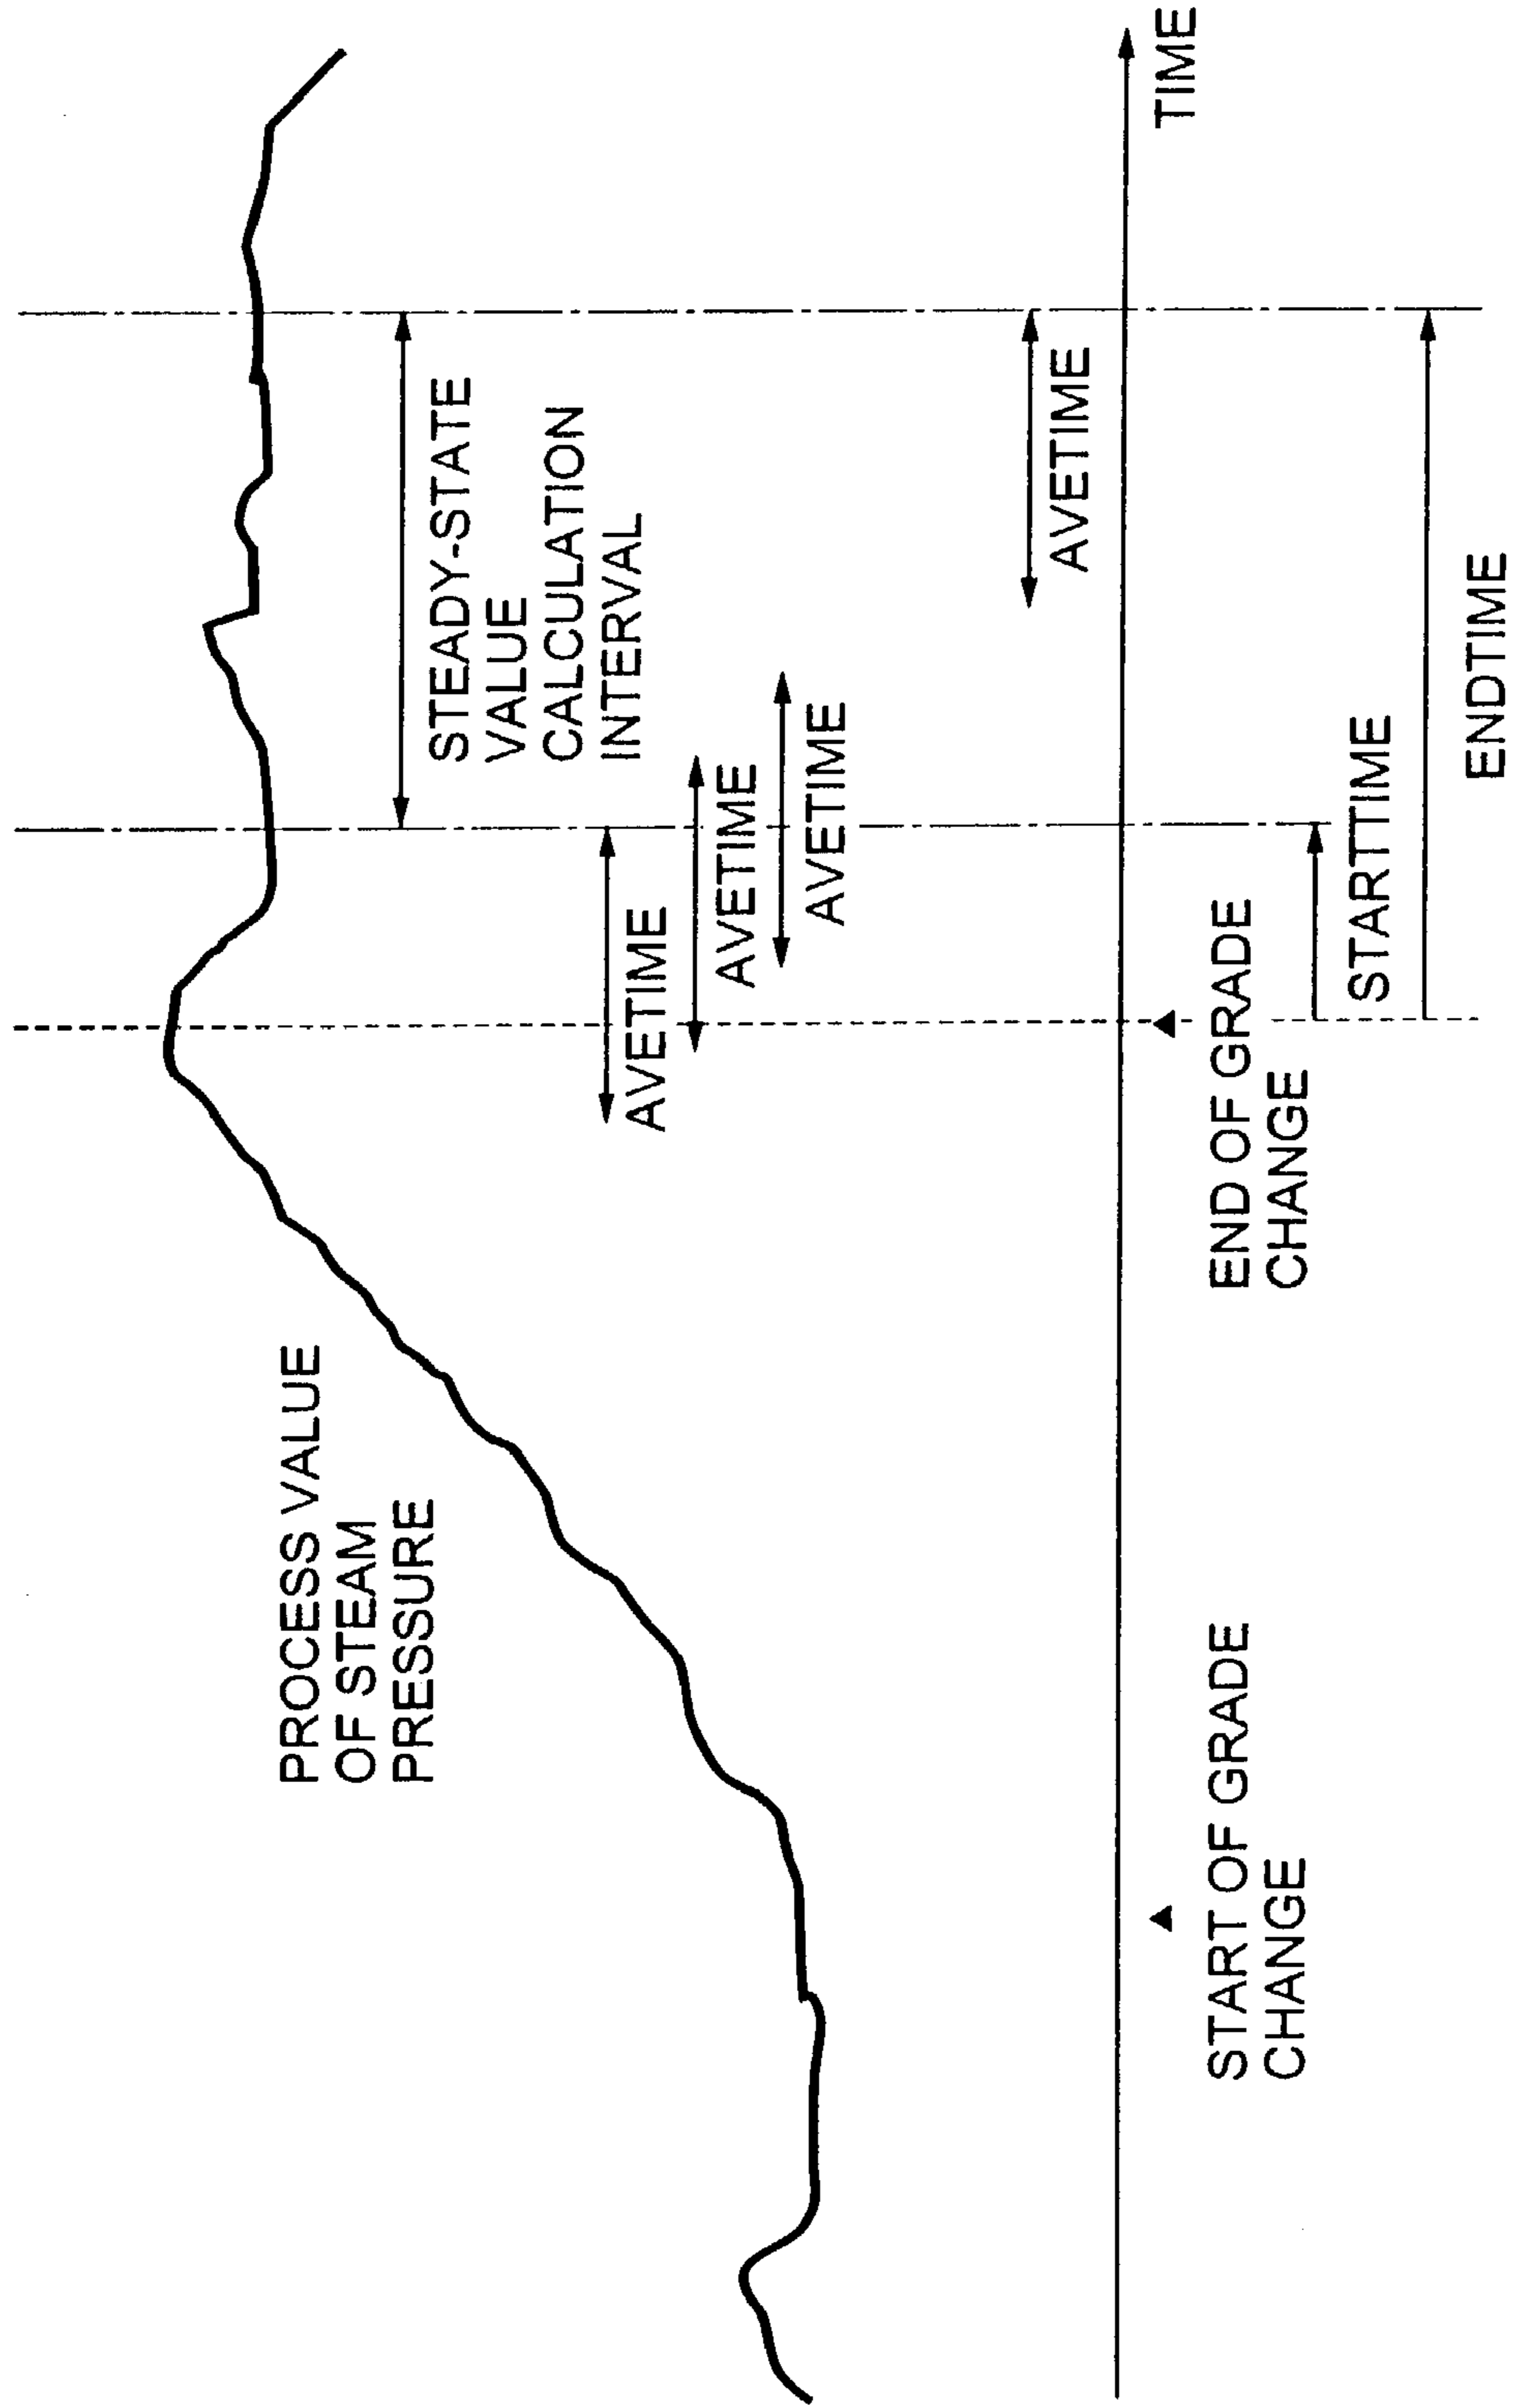 PROCESS VALUE
OF STEAM
PRESSURE
STEADY-STATE
VALUE
CALCULATION
INTERVAL
AVETIME
AVETIME
AVETIME
AVETIME
TIME
START OF GRADE
CHANGE
END OF GRADE
CHANGE
STARTTIME
ENDTIME